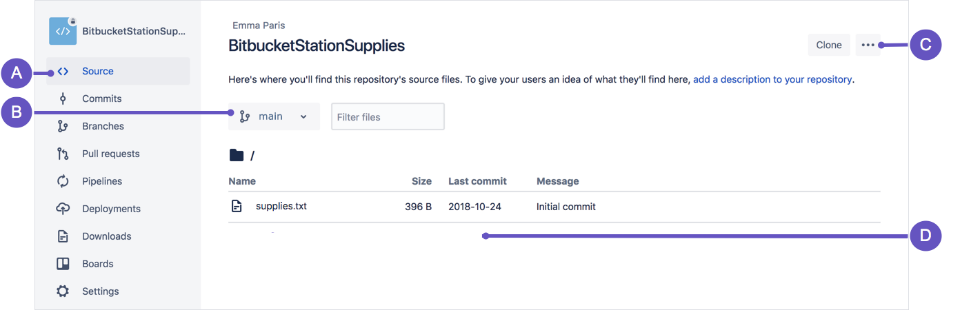 BitbucketStationSup...
Source
Commits
Branches
Pull requests
Pipelines
Deployments
Downloads
Boards
Settings
A
B
Emma Paris
BitbucketStationSupplies
Clone
C
Here's where you'll find this repository's source files. To give your users an idea of what they'll find here, add a description to your repository.
main
Filter files
/
Name Size Last commit Message
supplies.txt 396 B 2018-10-24 Initial commit
D